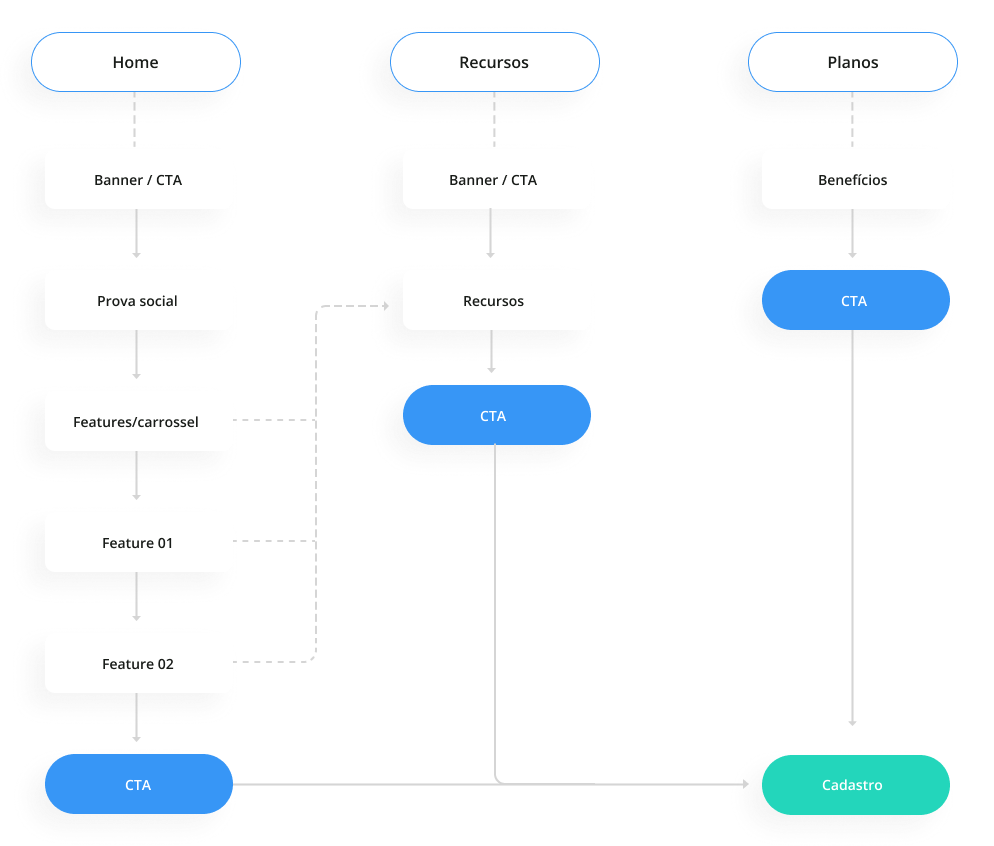 Home
Recursos
Planos
Banner / CTA
Banner / CTA
Benefícios
Prova social
Recursos
CTA
Features/carrossel
CTA
Feature 01
Feature 02
CTA
Cadastro